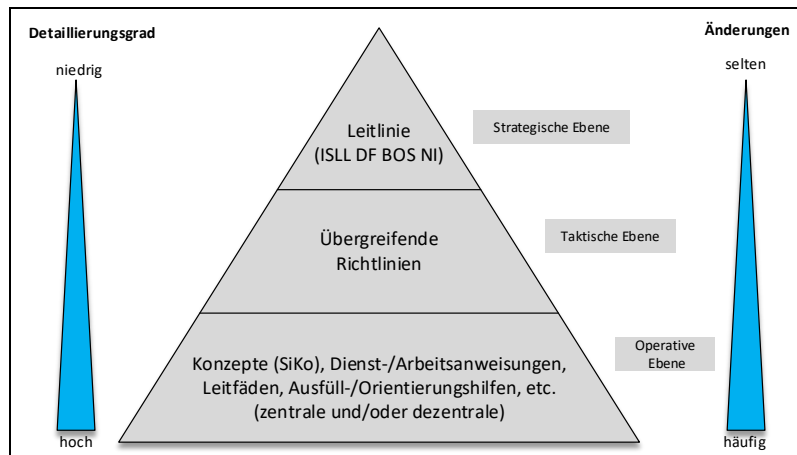 Detaillierungsgrad
Änderungen
niedrig
selten
Leitlinie
(ISLL DF BOS NI)
Strategische Ebene
Übergreifende
Richtlinien
Taktische Ebene
Konzepte (SiKo), Dienst-/Arbeitsanweisungen,
Leitfäden, Ausfüll-/Orientierungshilfen, etc.
(zentrale und/oder dezentrale)
Operative
Ebene
hoch
häufig